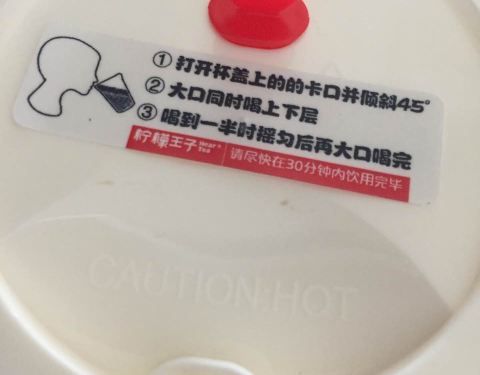 ① 打开杯盖上的的卡口并倾斜45°
② 大口同时喝上下层
③ 喝到一半时摇匀后再大口喝完
柠檬王子 Hear Tea 请尽快在30分钟内饮用完毕
CAUTION:HOT